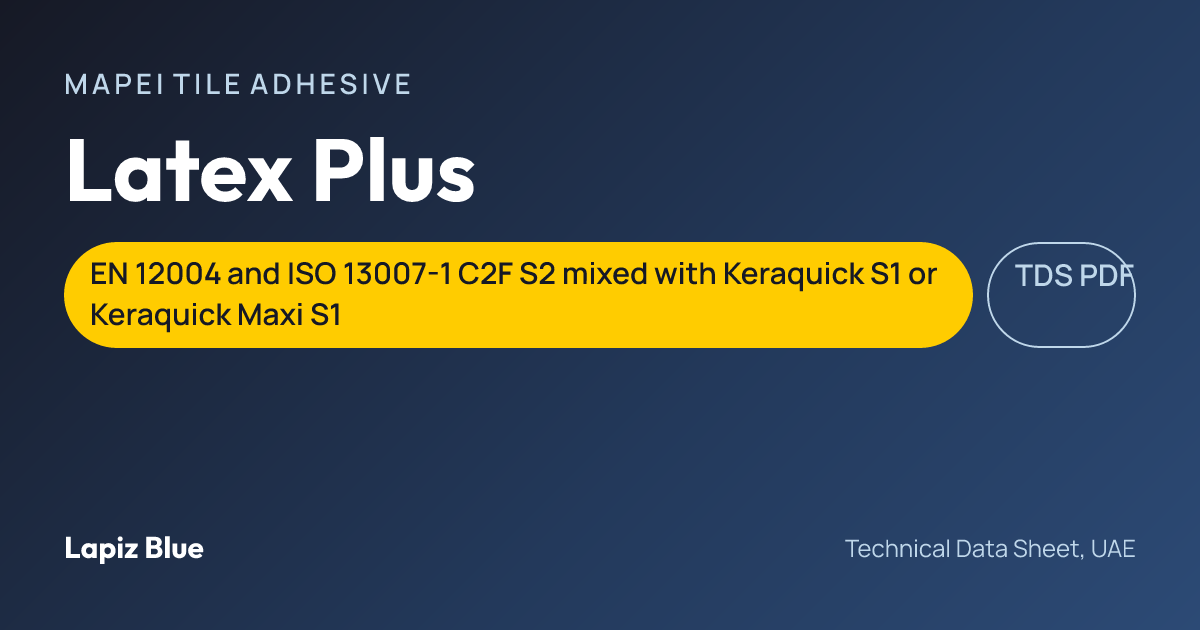 MAPEI TILE ADHESIVE
Latex Plus
EN 12004 and ISO 13007-1 C2F S2 mixed with Keraquick S1 or
Keraquick Maxi S1
TDS PDF
Lapiz Blue
Technical Data Sheet, UAE